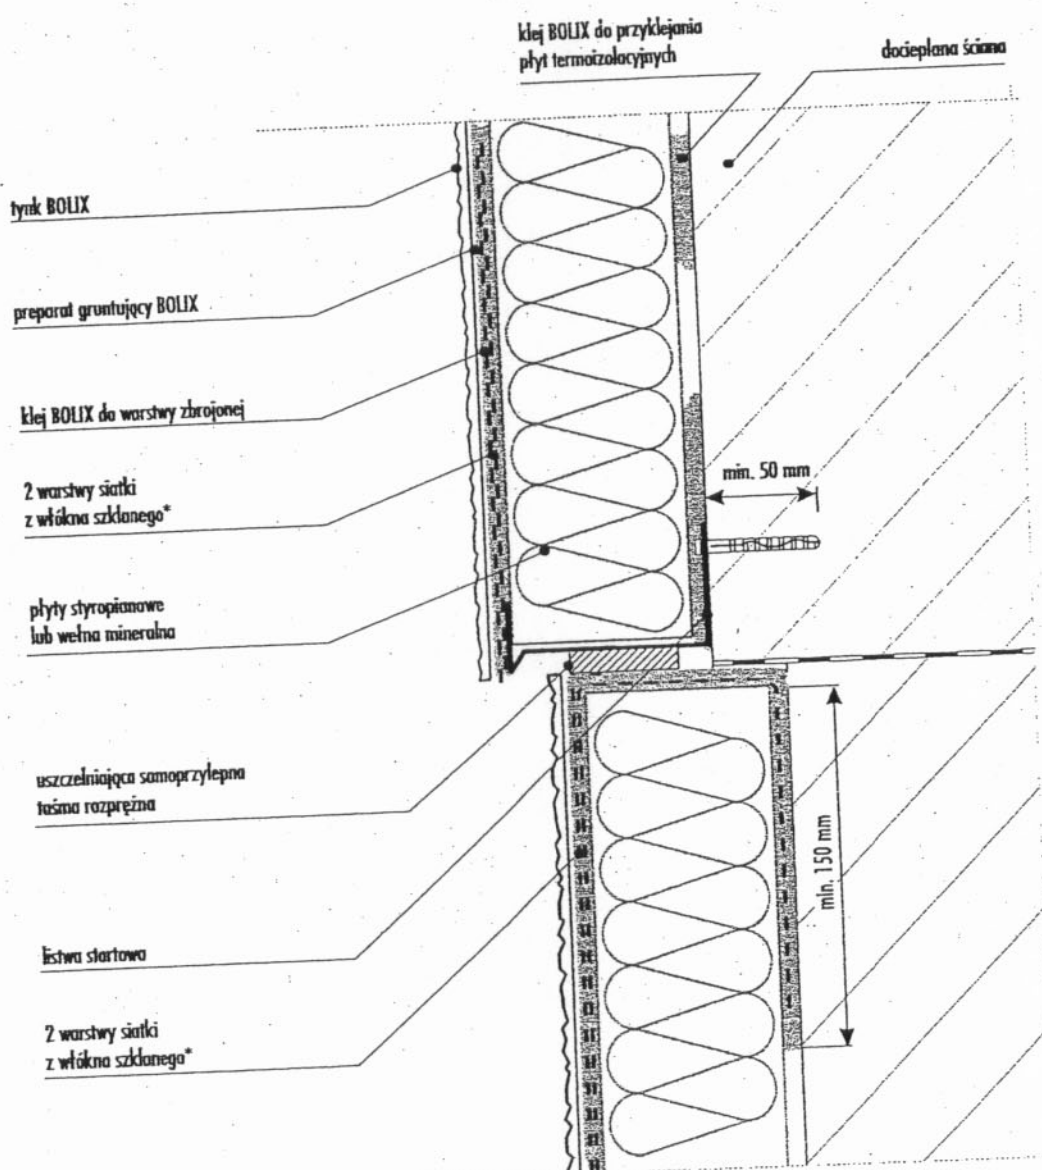 klej BOLIX do przyklejania
płyt termoizolacyjnych
docieplana ściana
tynk BOLIX
preparat gruntujący BOLIX
klej BOLIX do warstwy zbrojonej
2 warstwy siatki
z włókna szklanego*
min. 50 mm
płyty styropianowe
lub wełna mineralna
uszczelniająca samoprzylepna
taśma rozprężna
min. 150 mm
listwa startowa
2 warstwy siatki
z włókna szklanego*